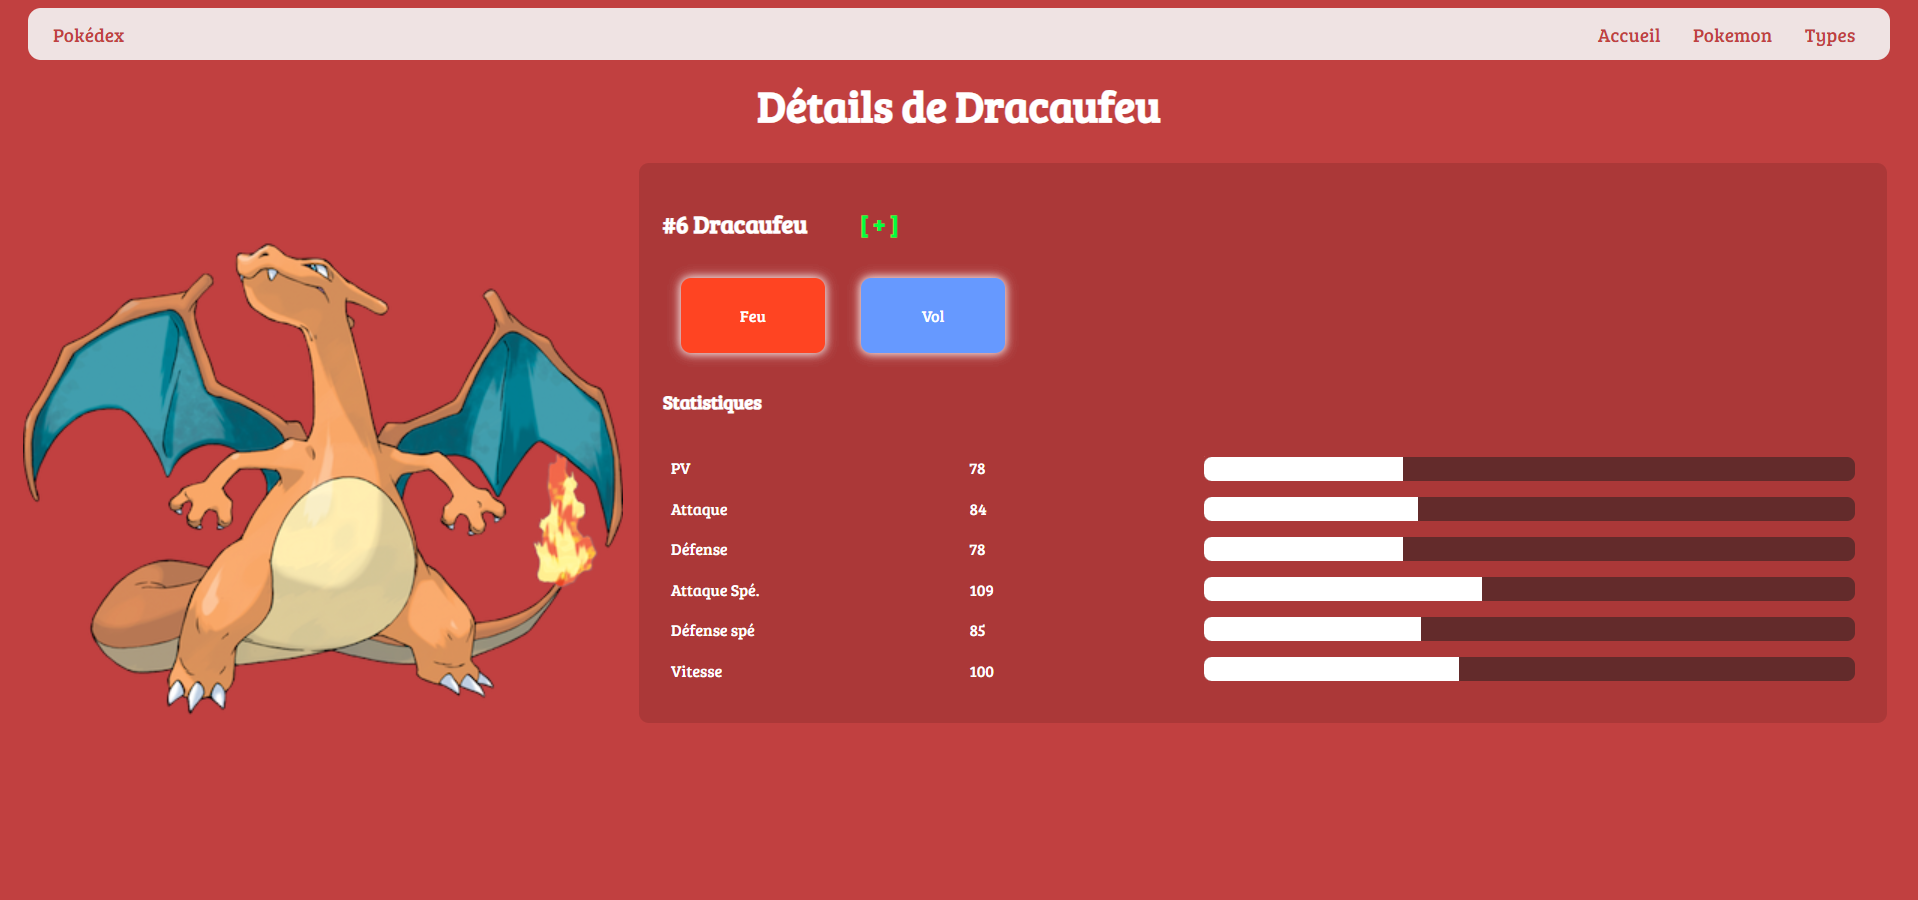 Pokédex Accueil Pokemon Types
Détails de Dracaufeu
#6 Dracaufeu [ + ]
Feu Vol
Statistiques
PV 78
Attaque 84
Défense 78
Attaque Spé. 109
Défense spé 85
Vitesse 100